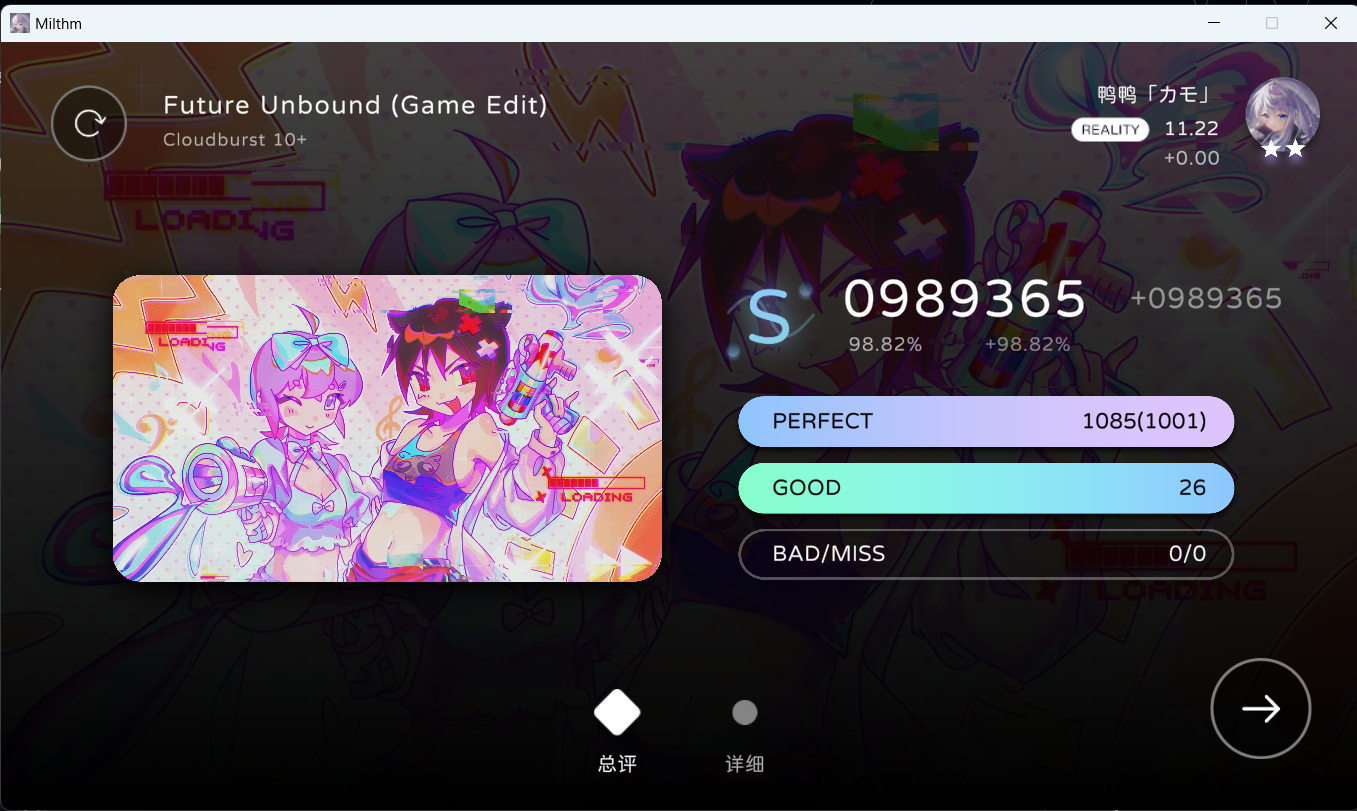 Milthm
Future Unbound (Game Edit)
Cloudburst 10+
鸭鸭「カモ」
REALITY 11.22
+0.00
LOADING
LOADING
LOADING
S 0989365 +0989365
98.82% +98.82%
PERFECT 1085(1001)
GOOD 26
BAD/MISS 0/0
LOADING
总评 详细